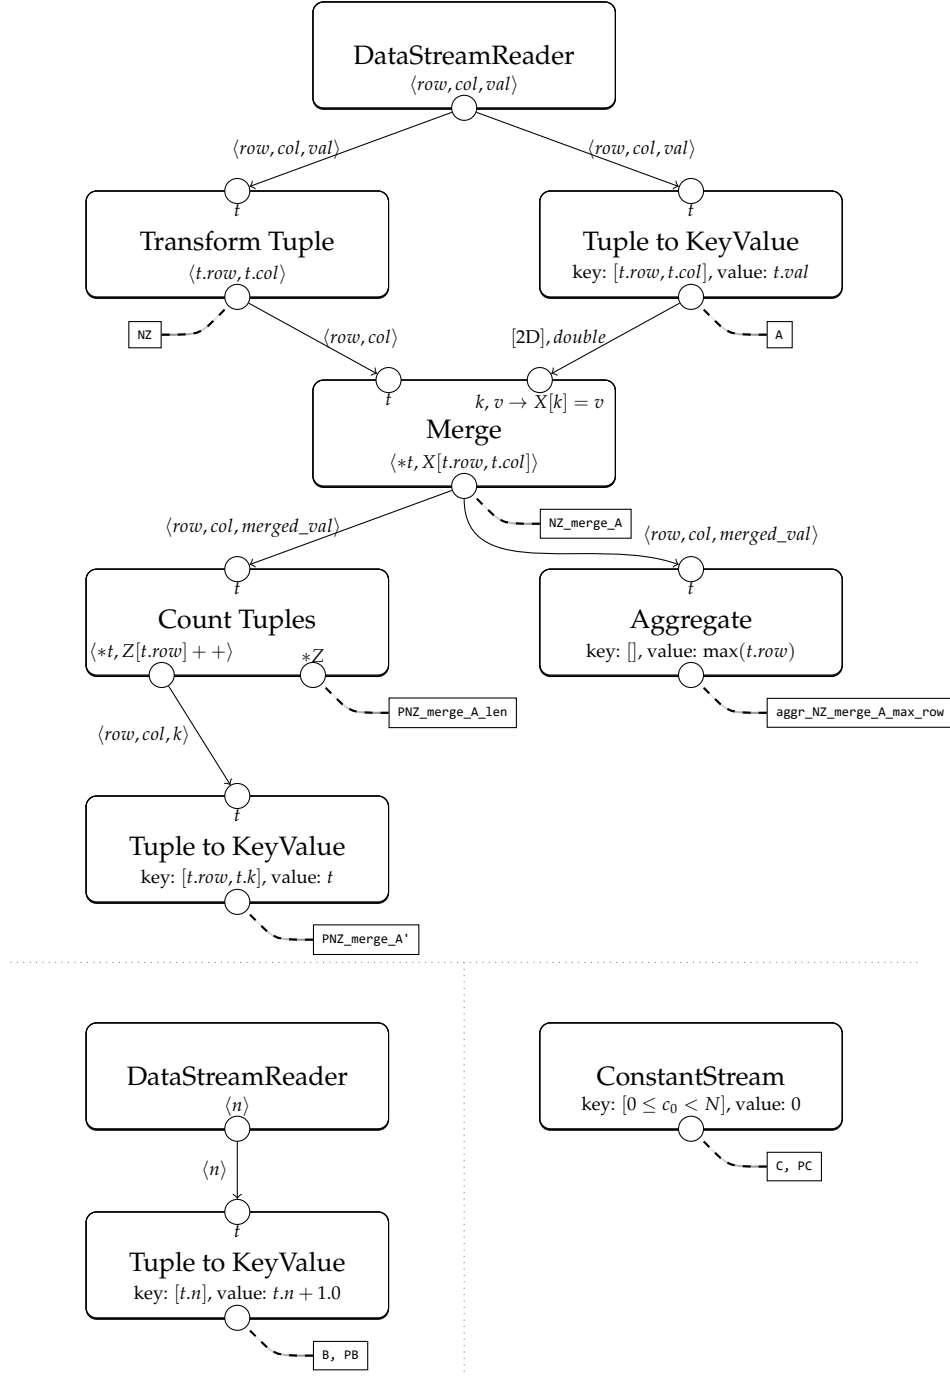 DataStreamReader
⟨row, col, val⟩
⟨row, col, val⟩
⟨row, col, val⟩
t
Transform Tuple
⟨t.row, t.col⟩
t
Tuple to KeyValue
key: [t.row, t.col], value: t.val
NZ
⟨row, col⟩
[2D], double
A
t
k, v → X[k] = v
Merge
⟨*t, X[t.row, t.col]⟩
⟨row, col, merged_val⟩
NZ_merge_A
⟨row, col, merged_val⟩
t
Count Tuples
⟨*t, Z[t.row] + +⟩
*Z
t
Aggregate
key: [], value: max(t.row)
PNZ_merge_A_len
aggr_NZ_merge_A_max_row
⟨row, col, k⟩
t
Tuple to KeyValue
key: [t.row, t.k], value: t
PNZ_merge_A'
DataStreamReader
⟨n⟩
ConstantStream
key: [0 ≤ c₀ < N], value: 0
⟨n⟩
C, PC
t
Tuple to KeyValue
key: [t.n], value: t.n + 1.0
B, PB